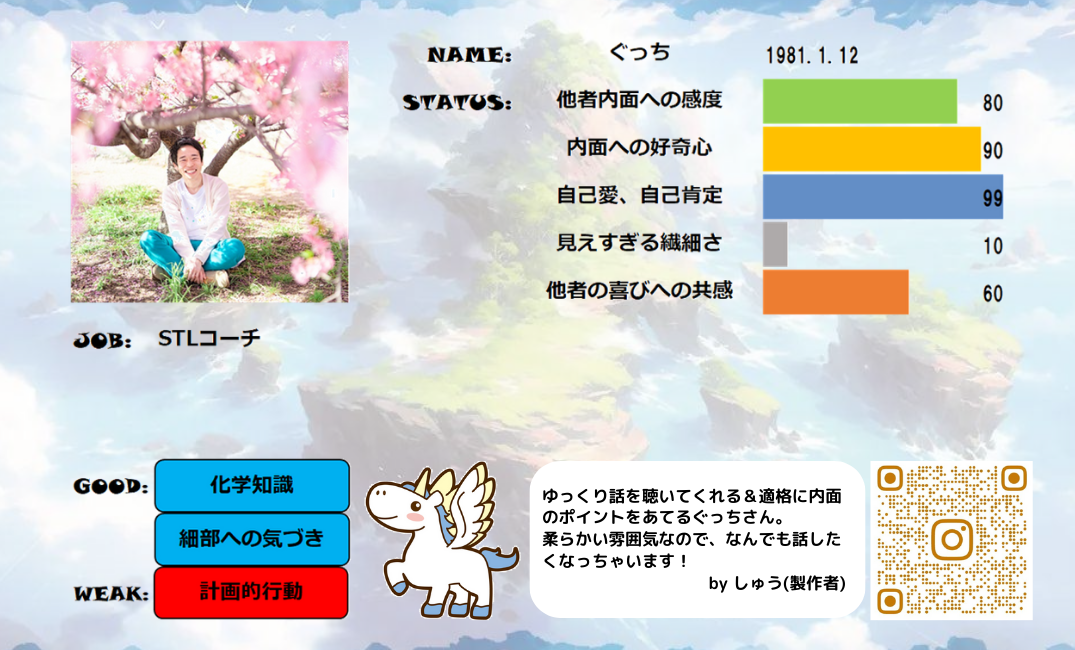 NAME:
ぐっち
1981.1.12
STATUS:
他者内面への感度
80
内面への好奇心
90
自己愛、自己肯定
99
見えすぎる繊細さ
10
他者の喜びへの共感
60
JOB:
STLコーチ
GOOD:
化学知識
細部への気づき
WEAK:
計画的行動
ゆっくり話を聴いてくれる＆適格に内面
のポイントをあてるぐっちさん。
柔らかい雰囲気なので、なんでも話した
くなっちゃいます！
by しゅう(製作者)